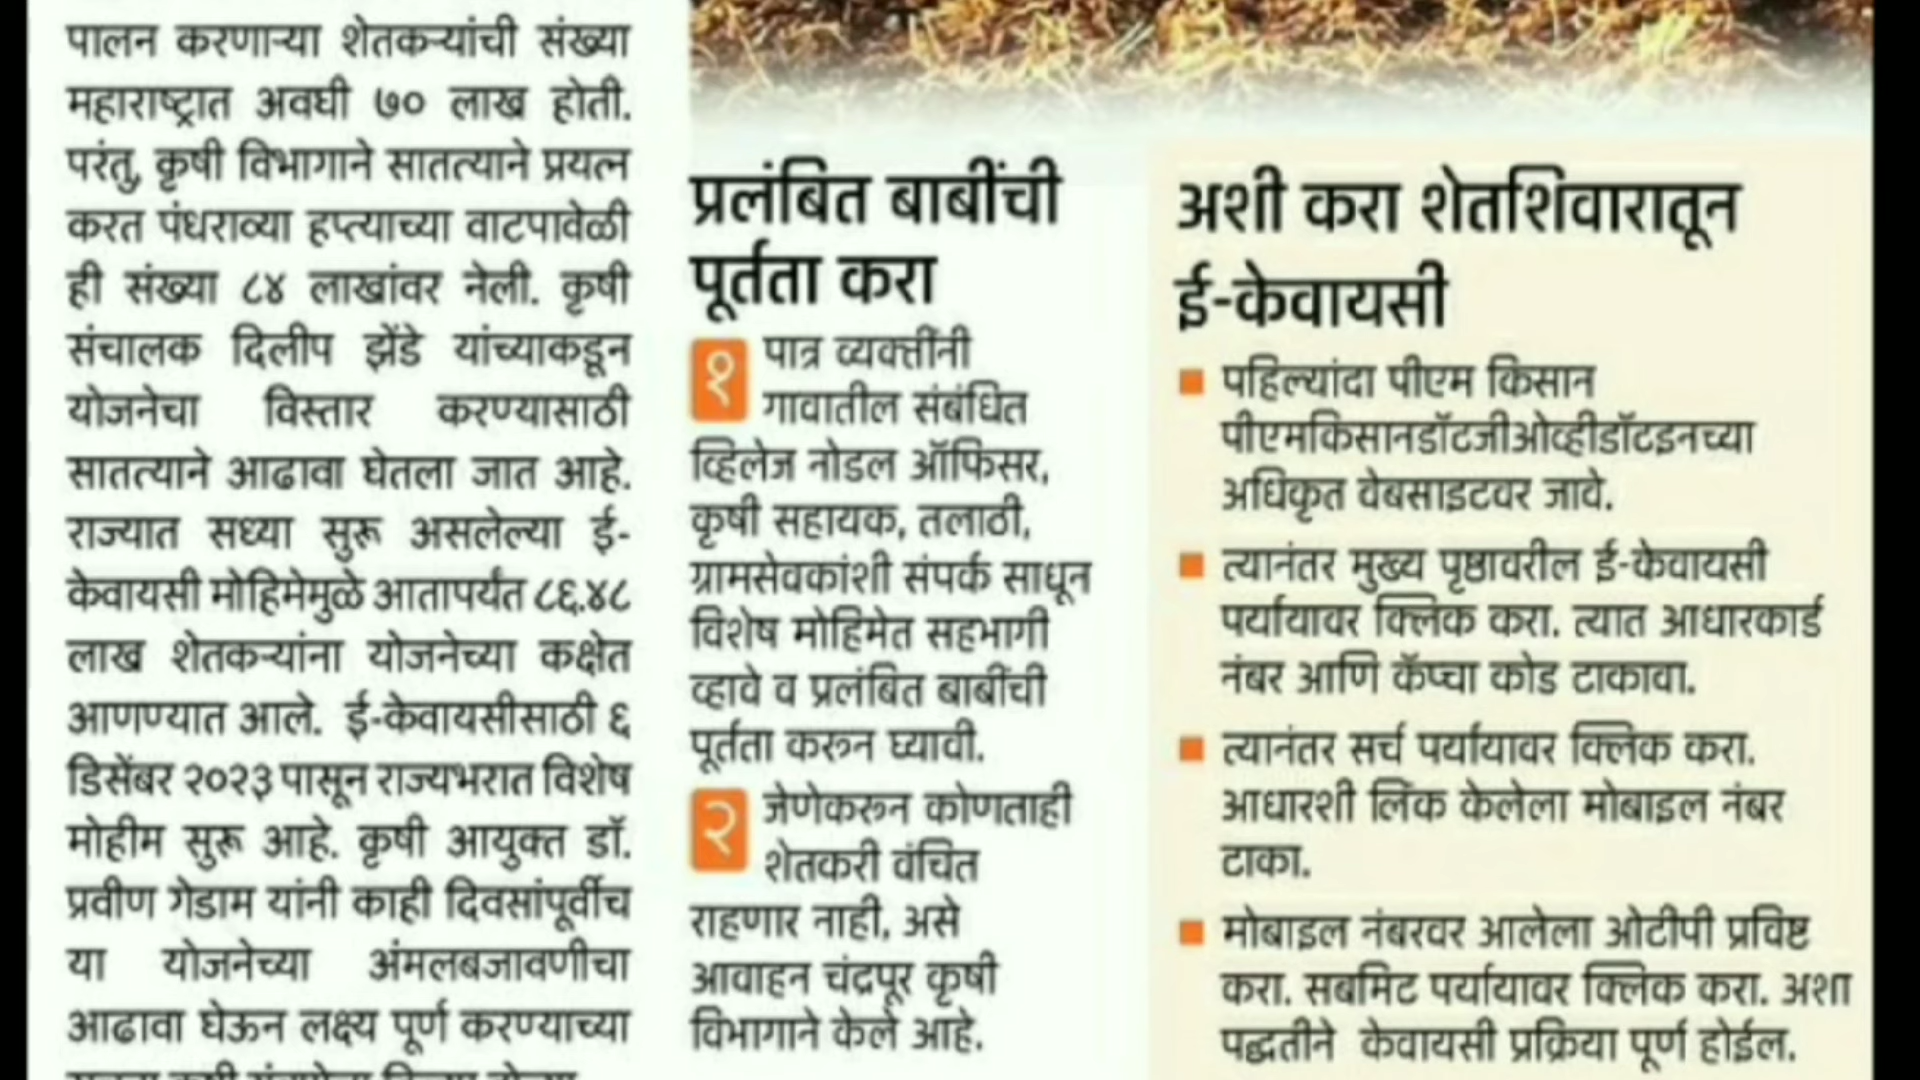 पालन करणाऱ्या शेतकऱ्यांची संख्या
महाराष्ट्रात अवघी ७० लाख होती.
परंतु, कृषी विभागाने सातत्याने प्रयत्न
करत पंधराव्या हप्त्याच्या वाटपावेळी
ही संख्या ८४ लाखांवर नेली. कृषी
संचालक दिलीप झेंडे यांच्याकडून
योजनेचा विस्तार करण्यासाठी
सातत्याने आढावा घेतला जात आहे.
राज्यात सध्या सुरू असलेल्या ई-
केवायसी मोहिमेमुळे आतापर्यंत ८६.४८
लाख शेतकऱ्यांना योजनेच्या कक्षेत
आणण्यात आले. ई-केवायसीसाठी ६
डिसेंबर २०२३ पासून राज्यभरात विशेष
मोहीम सुरू आहे. कृषी आयुक्त डॉ.
प्रवीण गेडाम यांनी काही दिवसांपूर्वीच
या योजनेच्या अंमलबजावणीचा
आढावा घेऊन लक्ष्य पूर्ण करण्याच्या
प्रलंबित बाबींची
पूर्तता करा
१ पात्र व्यक्तींनी
गावातील संबंधित
व्हिलेज नोडल ऑफिसर,
कृषी सहायक, तलाठी,
ग्रामसेवकांशी संपर्क साधून
विशेष मोहिमेत सहभागी
व्हावे व प्रलंबित बाबींची
पूर्तता करून घ्यावी.
२ जेणेकरून कोणताही
शेतकरी वंचित
राहणार नाही, असे
आवाहन चंद्रपूर कृषी
विभागाने केले आहे.
अशी करा शेतशिवारातून
ई-केवायसी
पहिल्यांदा पीएम किसान
पीएमकिसानडॉटजीओव्हीडॉटइनच्या
अधिकृत वेबसाइटवर जावे.
त्यानंतर मुख्य पृष्ठावरील ई-केवायसी
पर्यायावर क्लिक करा. त्यात आधारकार्ड
नंबर आणि कॅप्चा कोड टाकावा.
त्यानंतर सर्च पर्यायावर क्लिक करा.
आधारशी लिंक केलेला मोबाइल नंबर
टाका.
मोबाइल नंबरवर आलेला ओटीपी प्रविष्ट
करा. सबमिट पर्यायावर क्लिक करा. अशा
पद्धतीने केवायसी प्रक्रिया पूर्ण होईल.